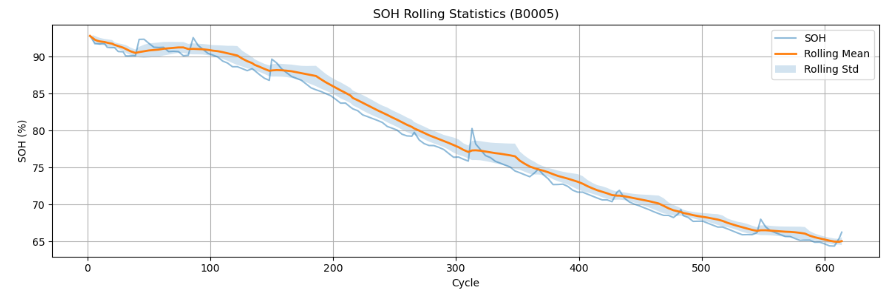 SOH Rolling Statistics (B0005)
SOH
Rolling Mean
Rolling Std
SOH (%)
90
85
80
75
70
65
0
100
200
300
400
500
600
Cycle